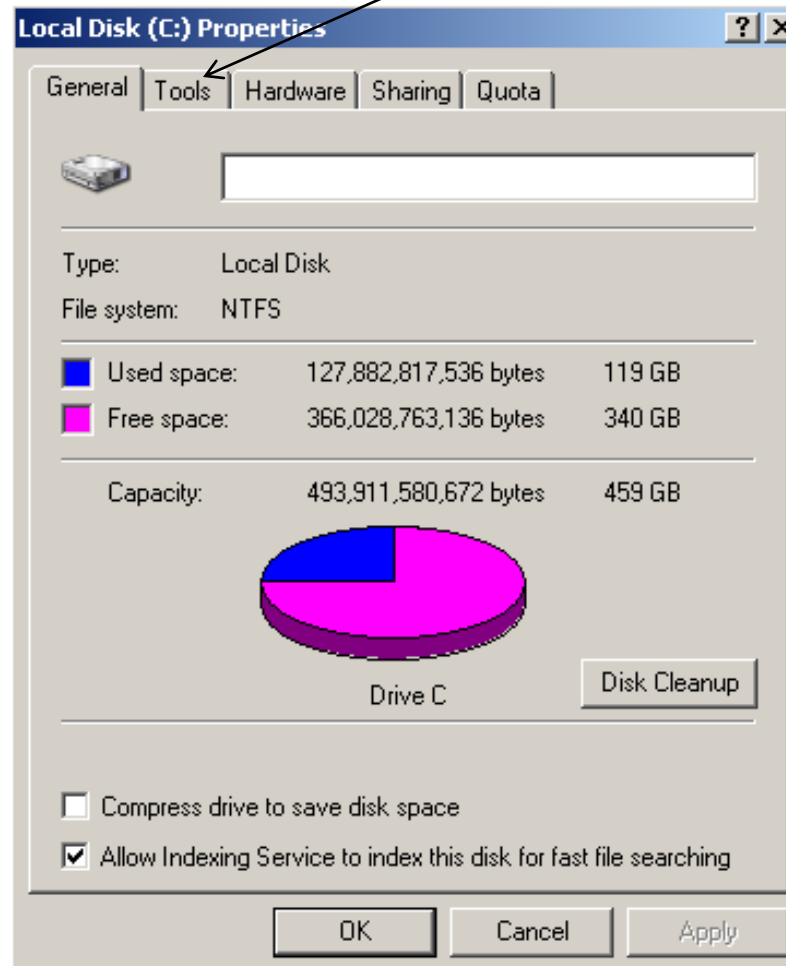 Local Disk (C:) Properties ? X
General Tools Hardware Sharing Quota
Type: Local Disk
File system: NTFS
Used space: 127,882,817,536 bytes 119 GB
Free space: 366,028,763,136 bytes 340 GB
Capacity: 493,911,580,672 bytes 459 GB
Drive C
Disk Cleanup
Compress drive to save disk space
Allow Indexing Service to index this disk for fast file searching
OK Cancel Apply